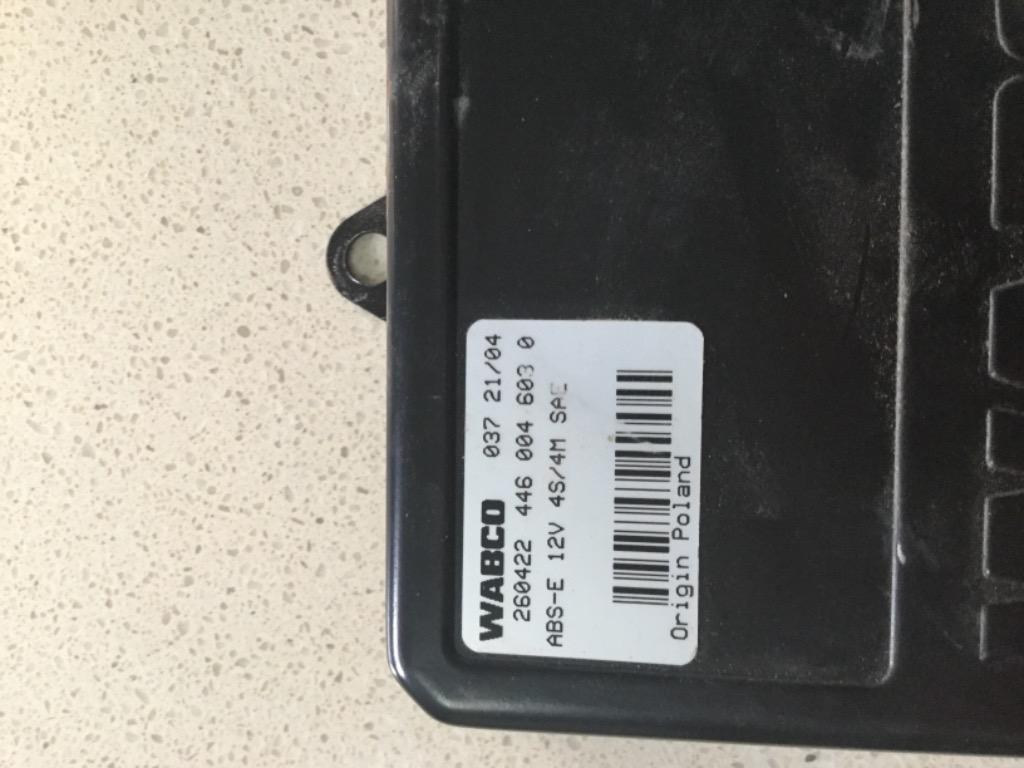 WABCO 037 21/04
260422 446 004 603 0
ABS-E 12V 4S/4M SAE
Origin Poland